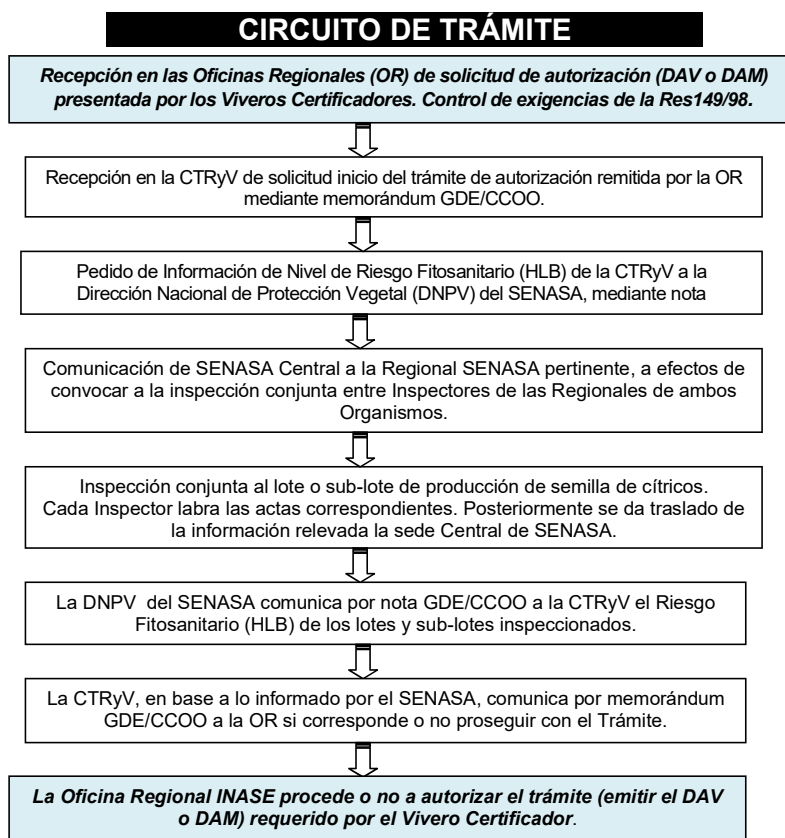 CIRCUITO DE TRÁMITE
Recepción en las Oficinas Regionales (OR) de solicitud de autorización (DAV o DAM)
presentada por los Viveros Certificadores. Control de exigencias de la Res149/98.
Recepción en la CTRyV de solicitud inicio del trámite de autorización remitida por la OR
mediante memorándum GDE/CCOO.
Pedido de Información de Nivel de Riesgo Fitosanitario (HLB) de la CTRyV a la
Dirección Nacional de Protección Vegetal (DNPV) del SENASA, mediante nota
Comunicación de SENASA Central a la Regional SENASA pertinente, a efectos de
convocar a la inspección conjunta entre Inspectores de las Regionales de ambos
Organismos.
Inspección conjunta al lote o sub-lote de producción de semilla de cítricos.
Cada Inspector labra las actas correspondientes. Posteriormente se da traslado de
la información relevada la sede Central de SENASA.
La DNPV del SENASA comunica por nota GDE/CCOO a la CTRyV el Riesgo
Fitosanitario (HLB) de los lotes y sub-lotes inspeccionados.
La CTRyV, en base a lo informado por el SENASA, comunica por memorándum
GDE/CCOO a la OR si corresponde o no proseguir con el Trámite.
La Oficina Regional INASE procede o no a autorizar el trámite (emitir el DAV
o DAM) requerido por el Vivero Certificador.